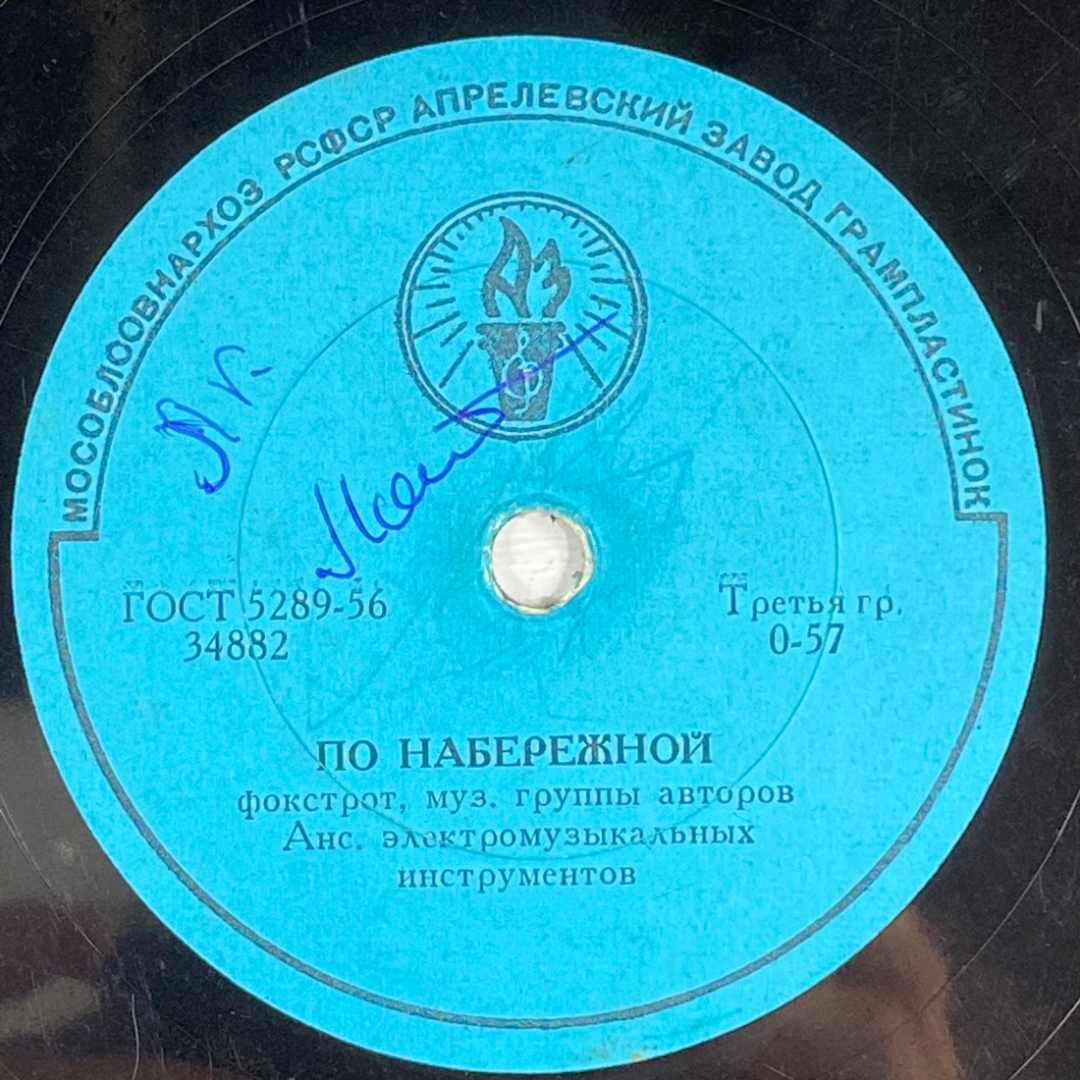 МОСОБЛСОВНАРХОЗ РСФСР АПРЕЛЕВСКИЙ ЗАВОД ГРАМПЛАСТИНОК
АЗ
ГОСТ 5289-56
34882
Третья гр.
0-57
ПО НАБЕРЕЖНОЙ
фокстрот, муз. группы авторов
Анс. электромузыкальных
инструментов